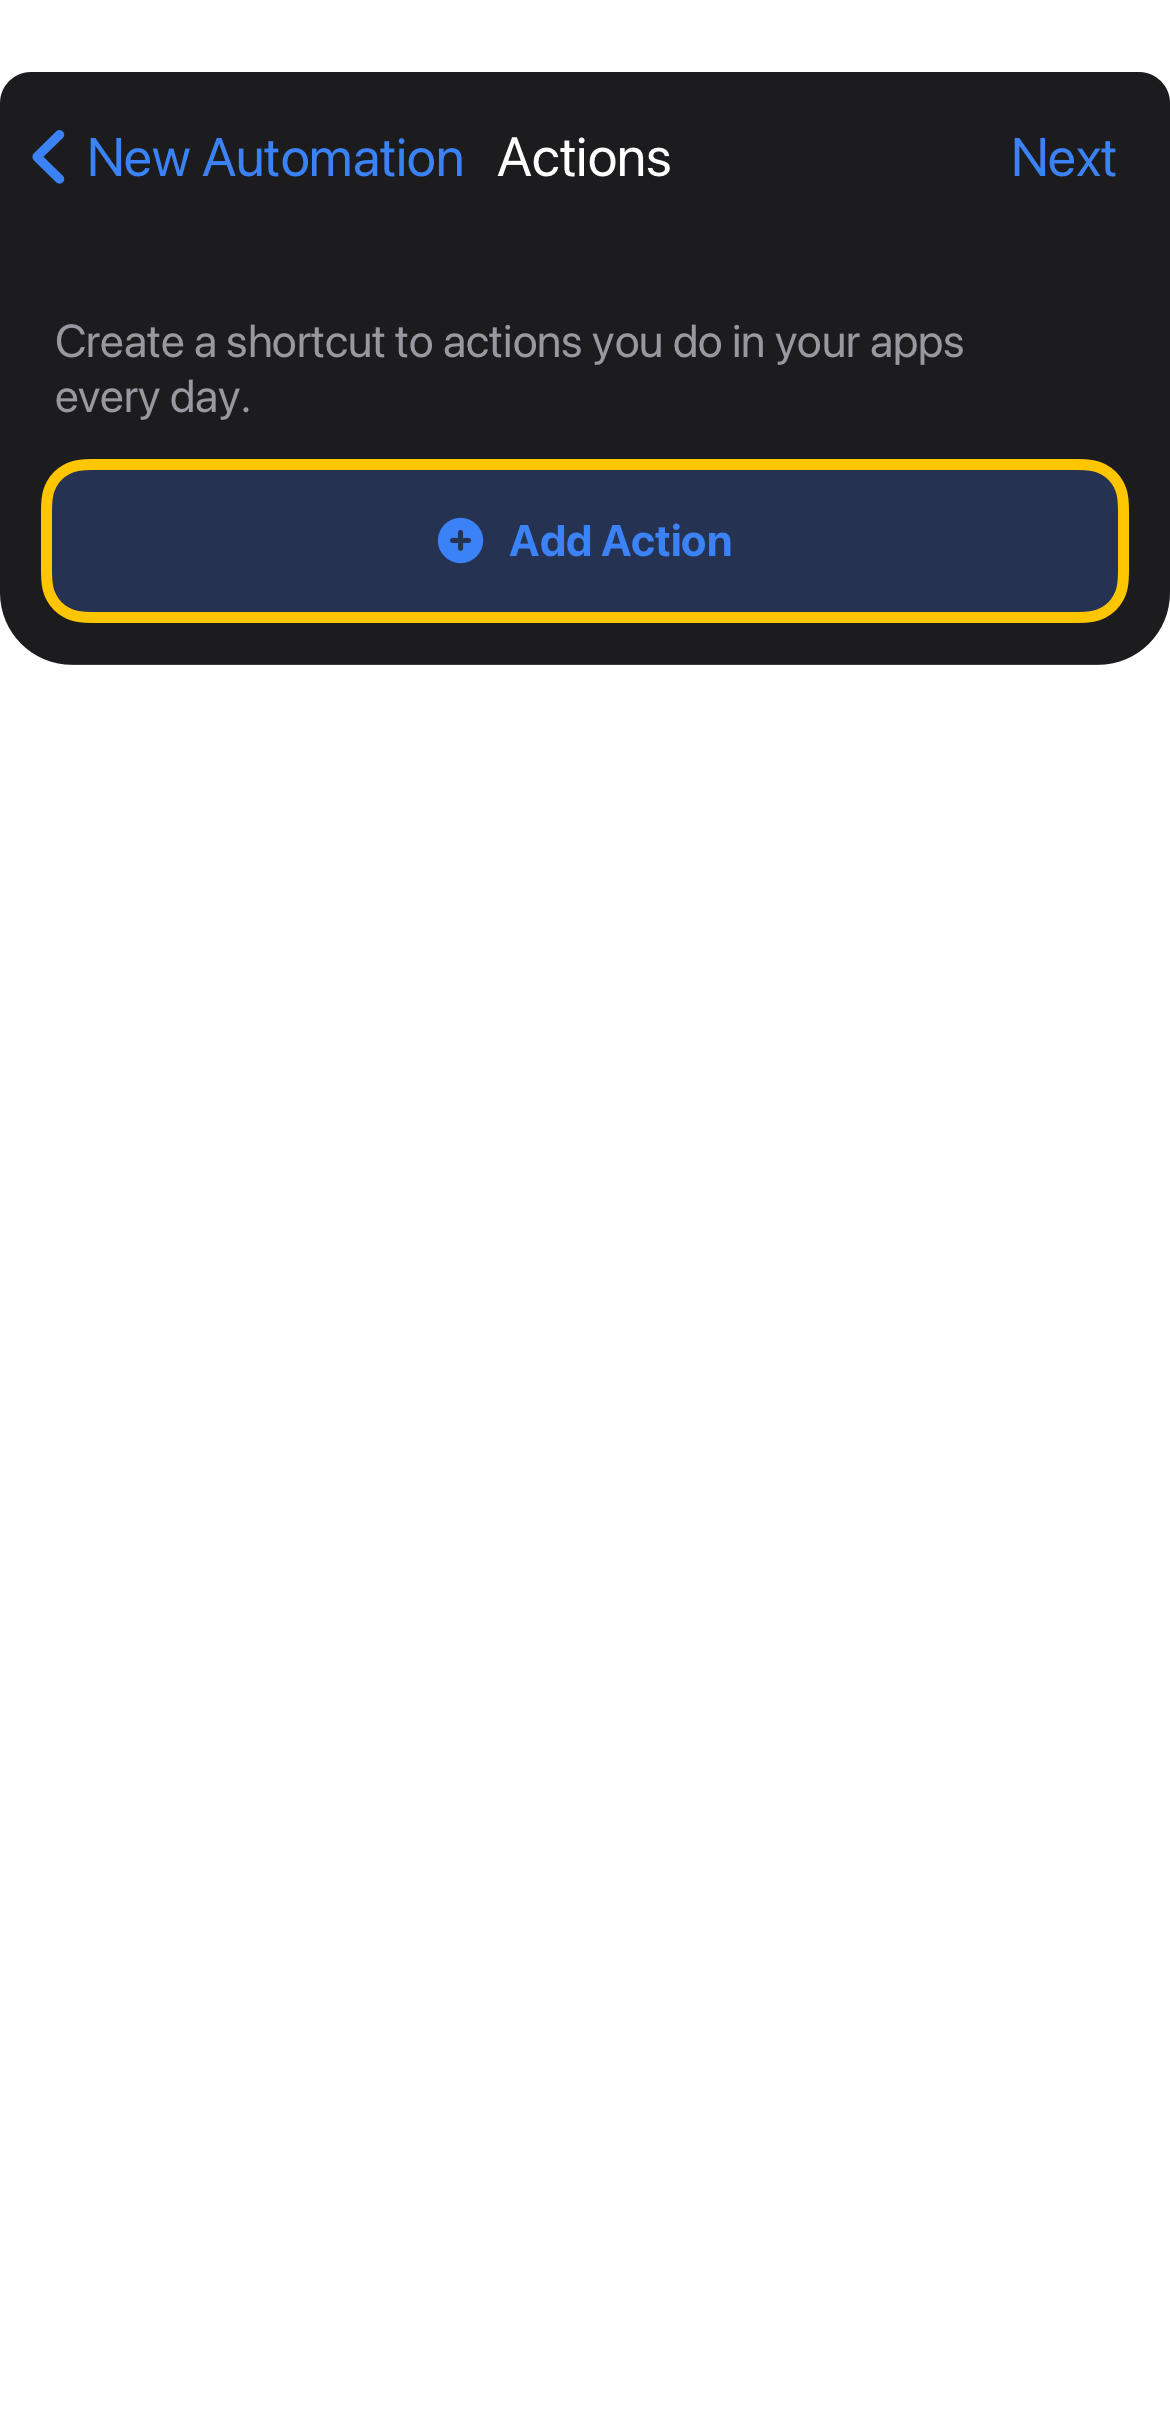 New Automation Actions Next
Create a shortcut to actions you do in your apps
every day.
Add Action